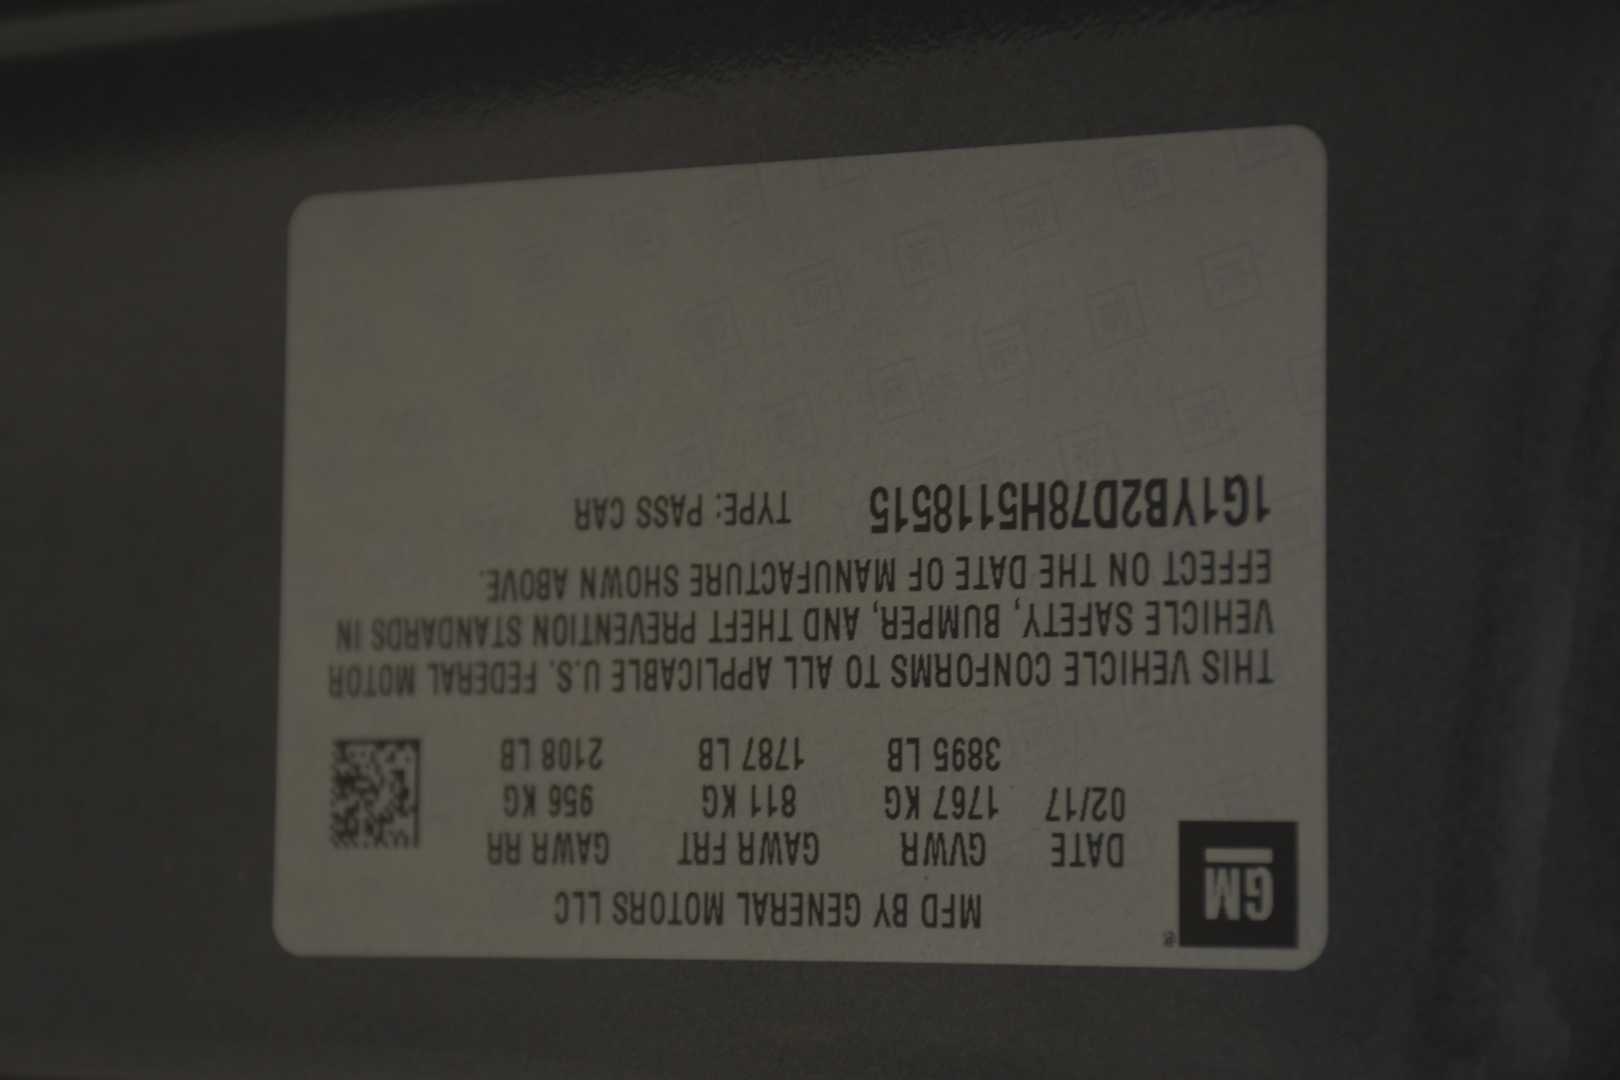 GM®
MFD BY GENERAL MOTORS LLC
DATE GVWR GAWR FRT GAWR RR
02/17 1767 KG 811 KG 956 KG
3895 LB 1787 LB 2108 LB
THIS VEHICLE CONFORMS TO ALL APPLICABLE U.S. FEDERAL MOTOR
VEHICLE SAFETY, BUMPER, AND THEFT PREVENTION STANDARDS IN
EFFECT ON THE DATE OF MANUFACTURE SHOWN ABOVE.
1G1YB2D78H5118515 TYPE: PASS CAR